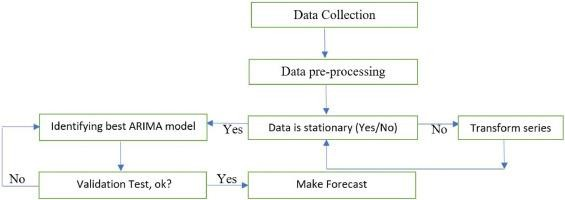 Data Collection
Data pre-processing
Identifying best ARIMA model
Yes
Data is stationary (Yes/No)
No
Transform series
No
Validation Test, ok?
Yes
Make Forecast